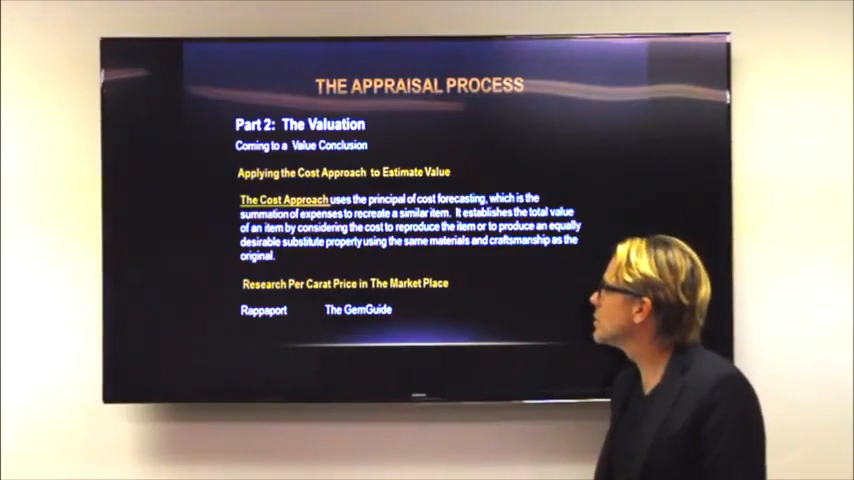 THE APPRAISAL PROCESS
Part 2: The Valuation
Coming to a Value Conclusion
Applying the Cost Approach to Estimate Value
The Cost Approach uses the principal of cost forecasting, which is the
summation of expenses to recreate a similar item. It establishes the total value
of an item by considering the cost to reproduce the item or to produce an equally
desirable substitute property using the same materials and craftsmanship as the
original.
Research Per Carat Price in The Market Place
Rappaport The GemGuide